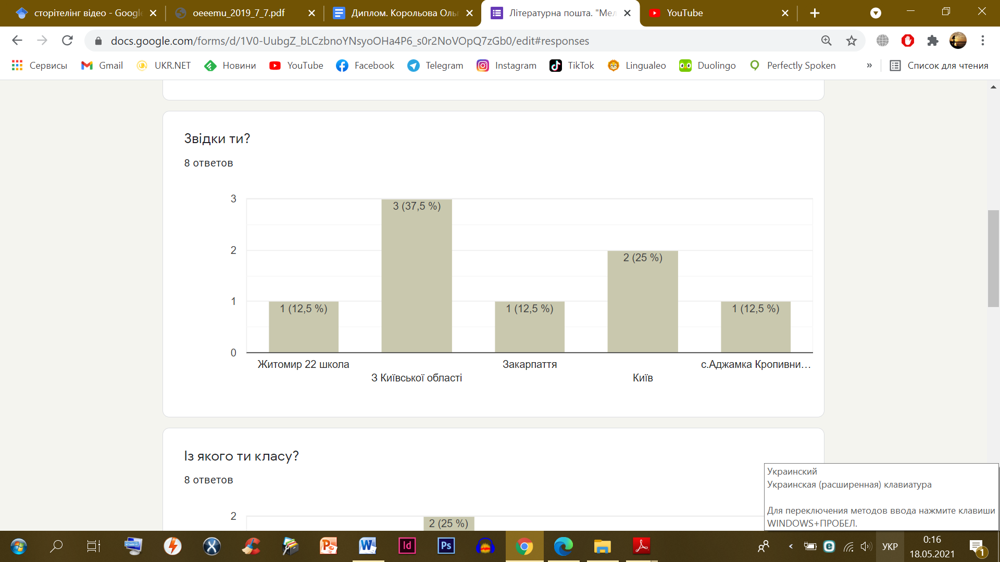 сторітелінг відео - Google
oeeemu_2019_7_7.pdf
Диплом. Корольова Ольг
Літературна пошта. "Мел
YouTube
docs.google.com/forms/d/1V0-UubgZ_bLCzbnoYNsyoOHa4P6_s0r2NoVOpQ7zGb0/edit#responses
Сервисы
Gmail
UKR.NET
Новини
YouTube
Facebook
Telegram
Instagram
TikTok
Lingualeo
Duolingo
Perfectly Spoken
»
Список для чтения
Звідки ти?
8 ответов
3
3 (37,5 %)
2
2 (25 %)
1
1 (12,5 %)
1 (12,5 %)
1 (12,5 %)
0
Житомир 22 школа
Закарпаття
с.Аджамка Кропивни…
З Київської області
Київ
Із якого ти класу?
8 ответов
2
2 (25 %)
Украинский
Украинская (расширенная) клавиатура
Для переключения методов ввода нажмите клавиши
WINDOWS+ПРОБЕЛ.
УКР
0:16
18.05.2021
1